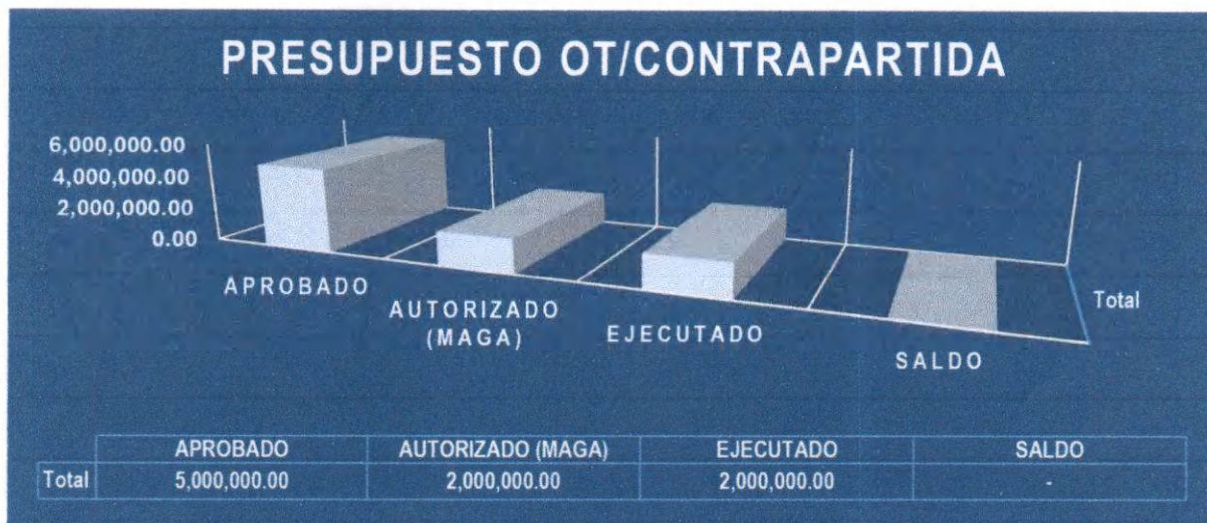 PRESUPUESTO OT/CONTRAPARTIDA
6,000,000.00
4,000,000.00
2,000,000.00
0.00
APROBADO
AUTORIZADO
(MAGA)
EJECUTADO
SALDO
Total
APROBADO AUTORIZADO (MAGA) EJECUTADO SALDO
Total 5,000,000.00 2,000,000.00 2,000,000.00 -